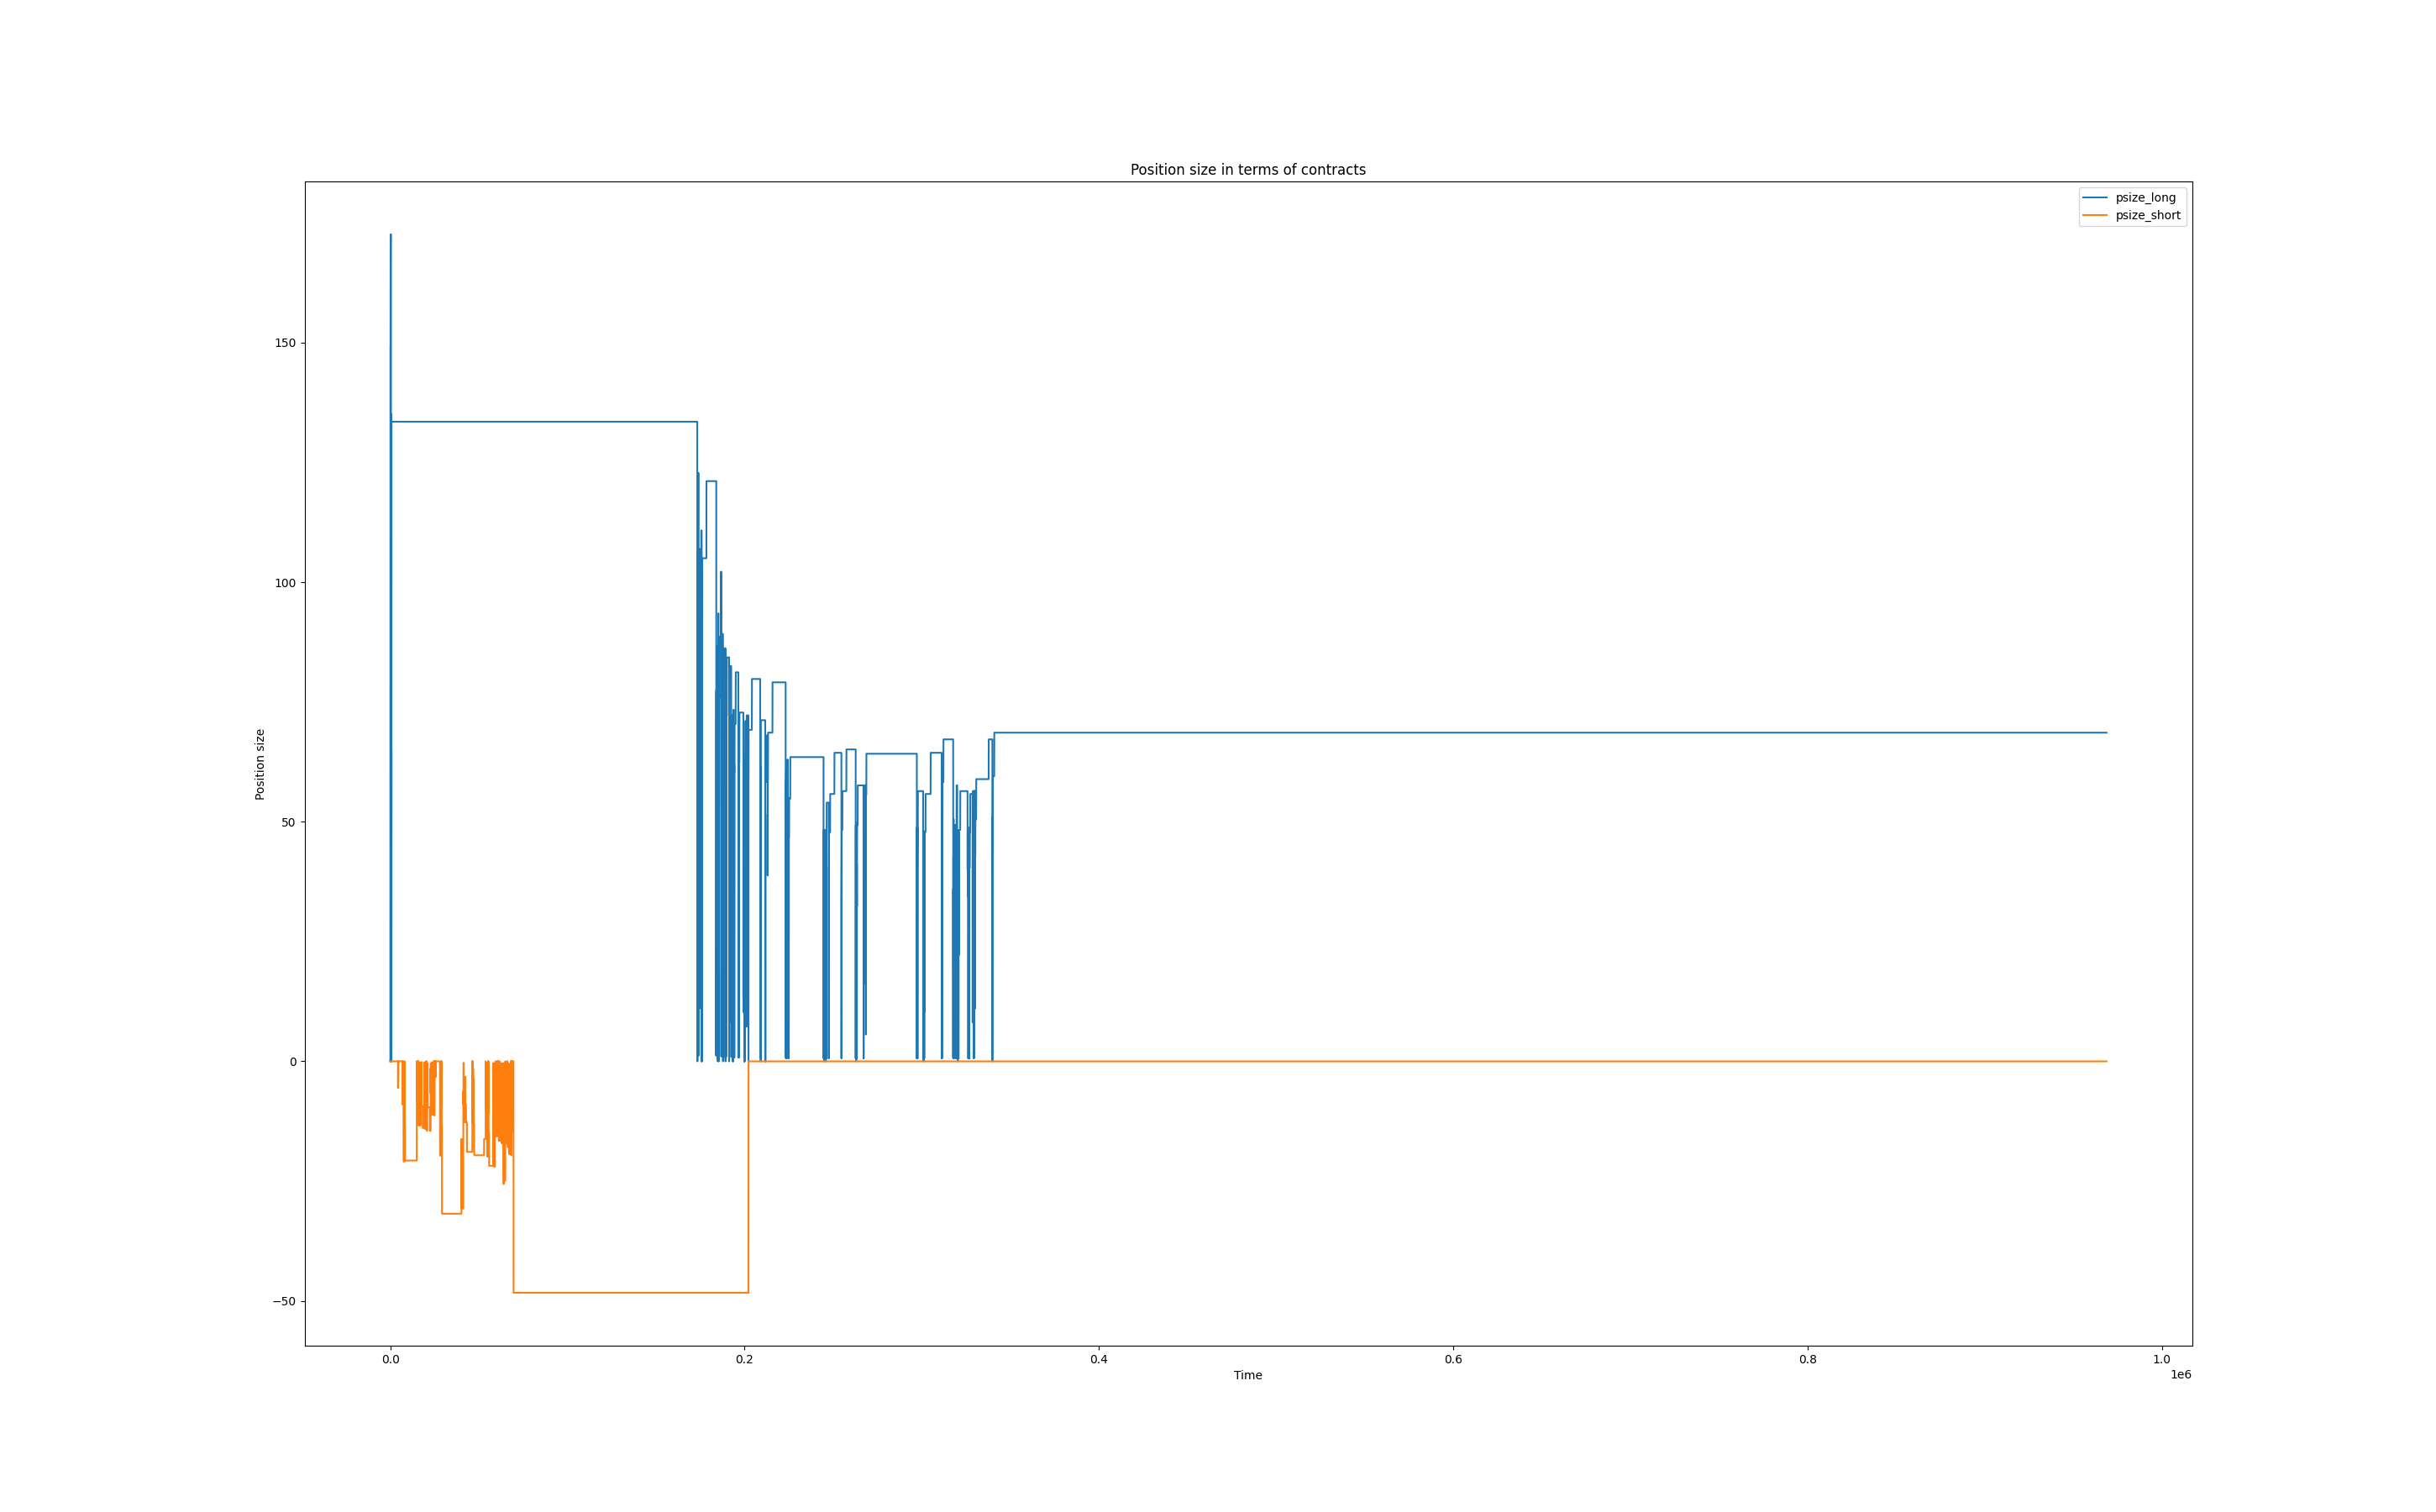 Position size in terms of contracts
psize_long
psize_short
150
100
50
0
−50
Position size
0.0 0.2 0.4 0.6 0.8 1.0
1e6
Time